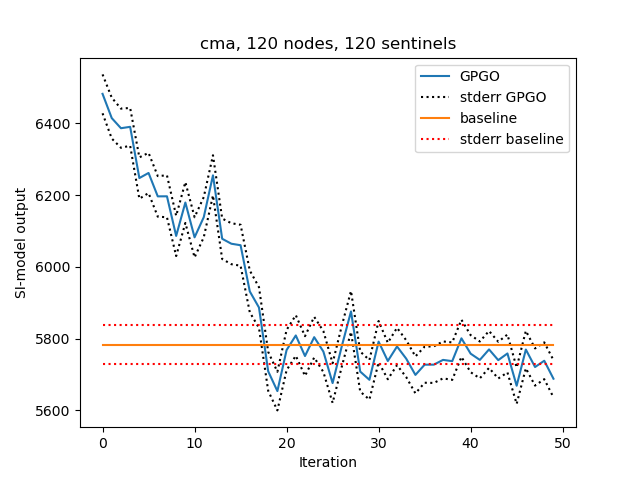 cma, 120 nodes, 120 sentinels
GPGO
stderr GPGO
baseline
stderr baseline
SI-model output
6400
6200
6000
5800
5600
0 10 20 30 40 50
Iteration